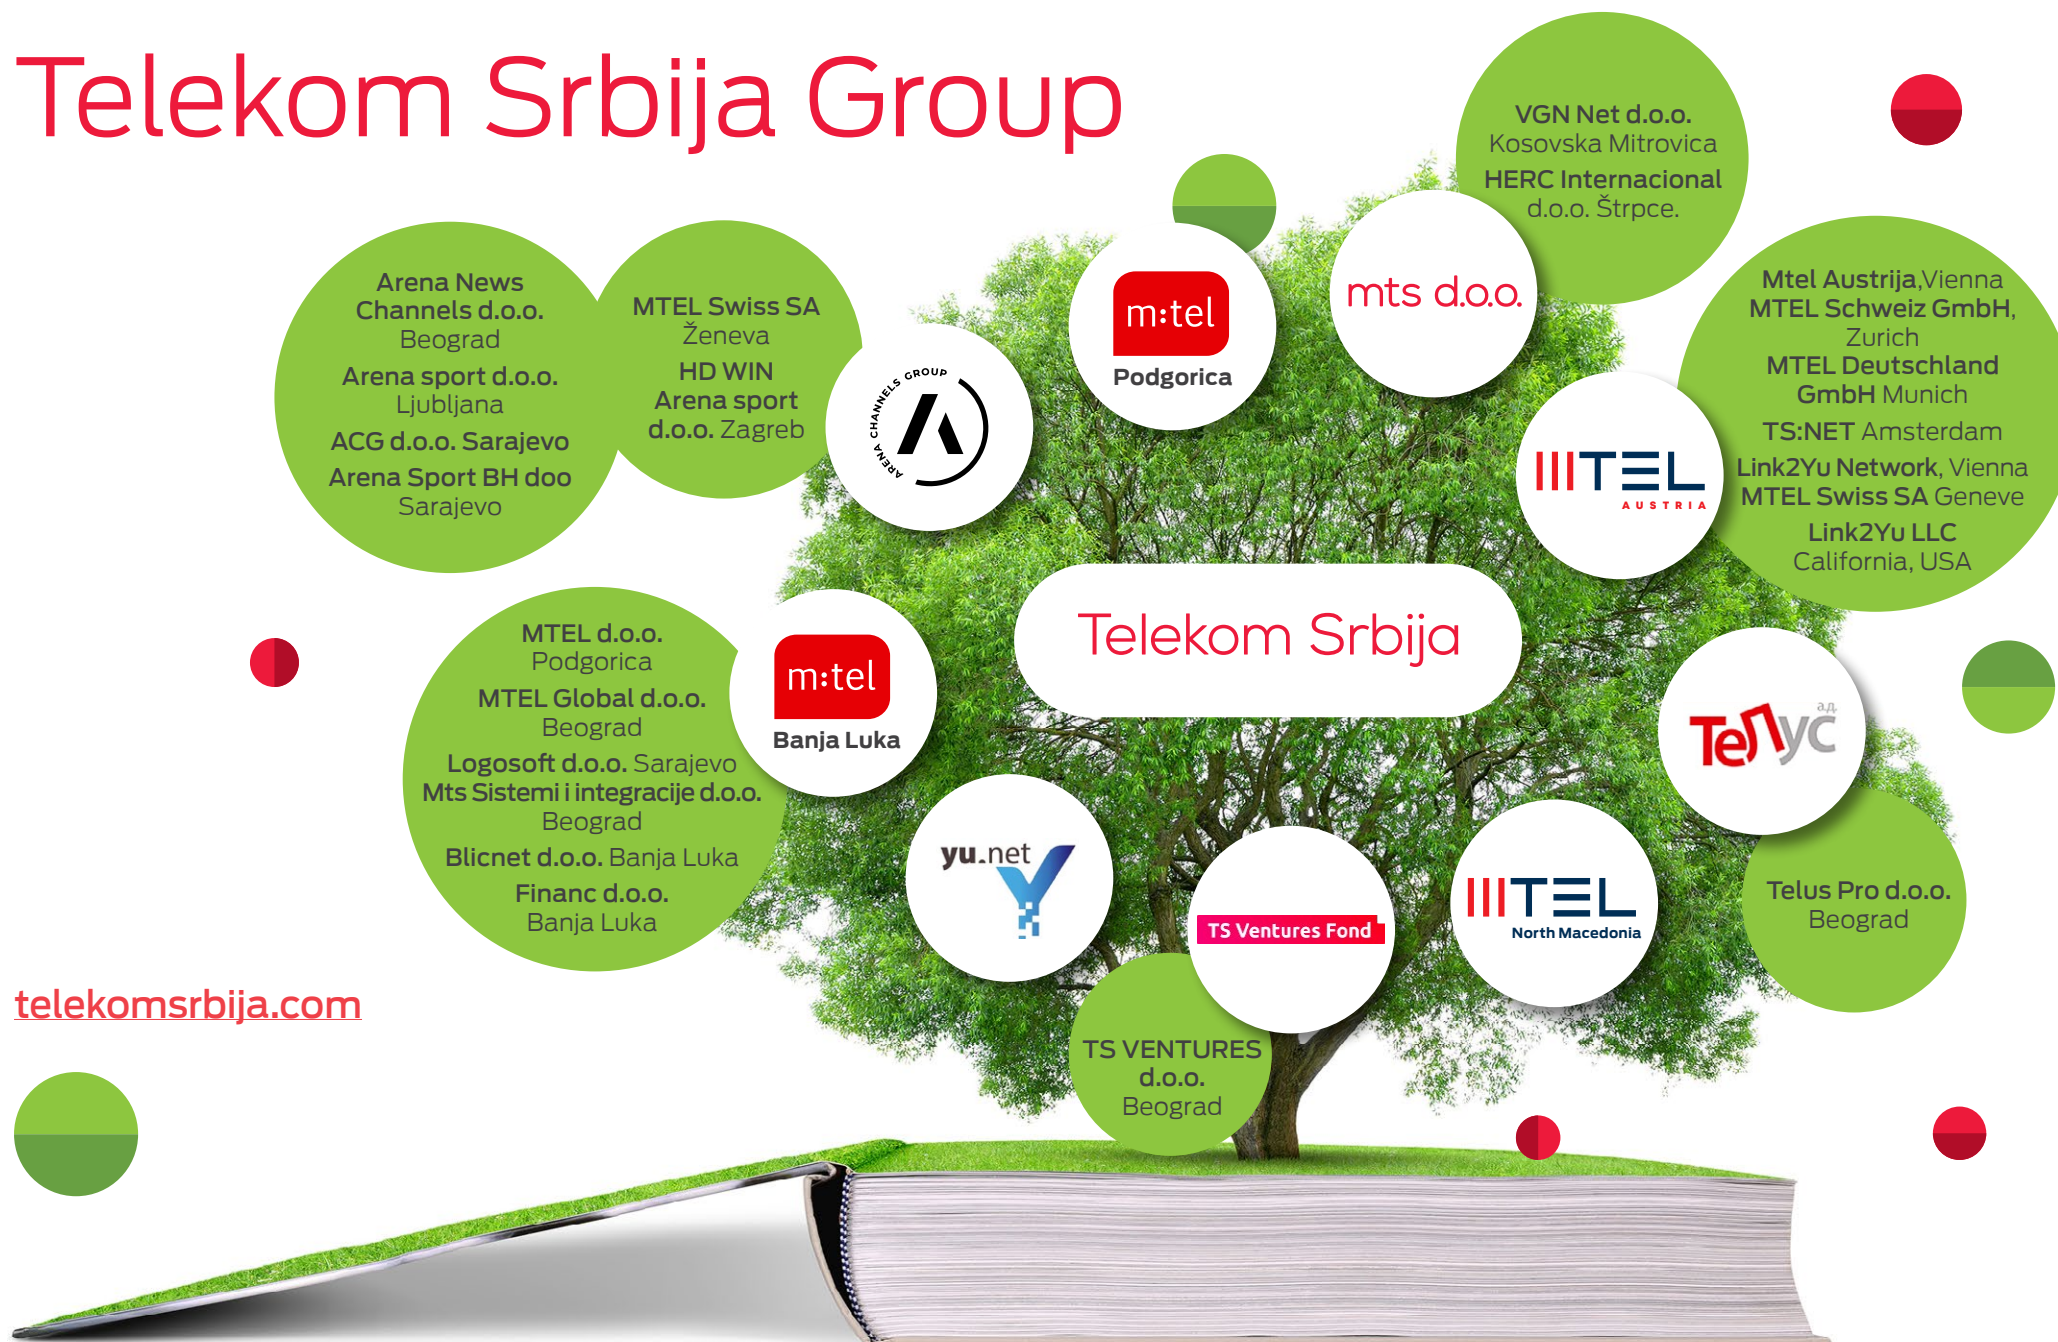 Telekom Srbija Group
VGN Net d.o.o.
Kosovska Mitrovica
HERC Internacional
d.o.o. Štrpce.
mts d.o.o.
m:tel
Podgorica
Arena News
Channels d.o.o.
Beograd
Arena sport d.o.o.
Ljubljana
ACG d.o.o. Sarajevo
Arena Sport BH doo
Sarajevo
MTEL Swiss SA
Ženeva
HD WIN
Arena sport
d.o.o. Zagreb
ARENA CHANNELS GROUP
Mtel Austrija,Vienna
MTEL Schweiz GmbH,
Zurich
MTEL Deutschland
GmbH Munich
TS:NET Amsterdam
Link2Yu Network, Vienna
MTEL Swiss SA Geneve
Link2Yu LLC
California, USA
MTEL
AUSTRIA
Telekom Srbija
MTEL d.o.o.
Podgorica
MTEL Global d.o.o.
Beograd
Logosoft d.o.o. Sarajevo
Mts Sistemi i integracije d.o.o.
Beograd
Blicnet d.o.o. Banja Luka
Financ d.o.o.
Banja Luka
m:tel
Banja Luka
Телус а.д.
yu.net
TS Ventures Fond
MTEL
North Macedonia
Telus Pro d.o.o.
Beograd
TS VENTURES
d.o.o.
Beograd
telekomsrbija.com